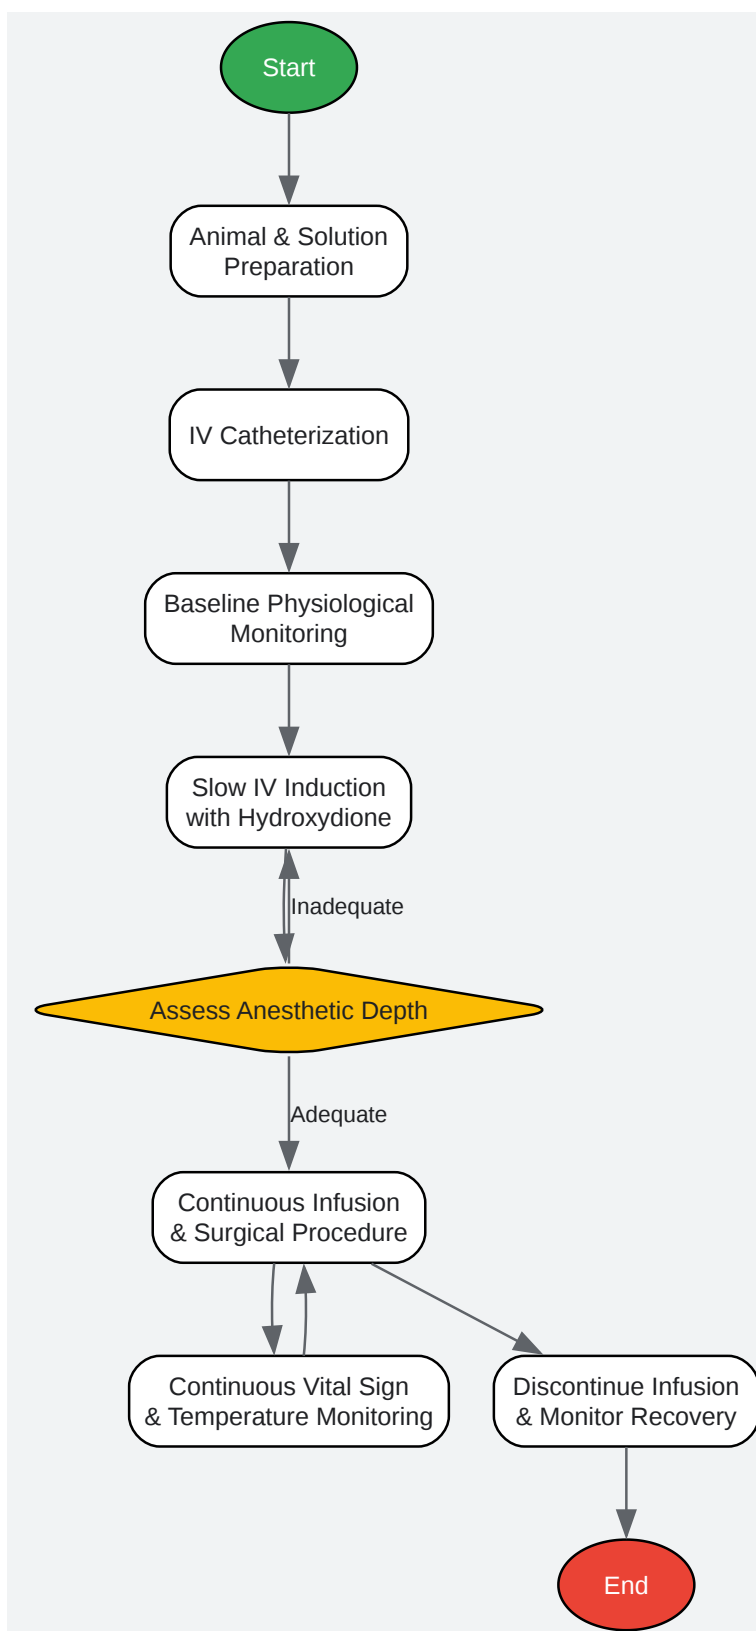 Start
Animal & Solution
Preparation
IV Catheterization
Baseline Physiological
Monitoring
Slow IV Induction
with Hydroxydione
Inadequate
Assess Anesthetic Depth
Adequate
Continuous Infusion
& Surgical Procedure
Continuous Vital Sign
& Temperature Monitoring
Discontinue Infusion
& Monitor Recovery
End